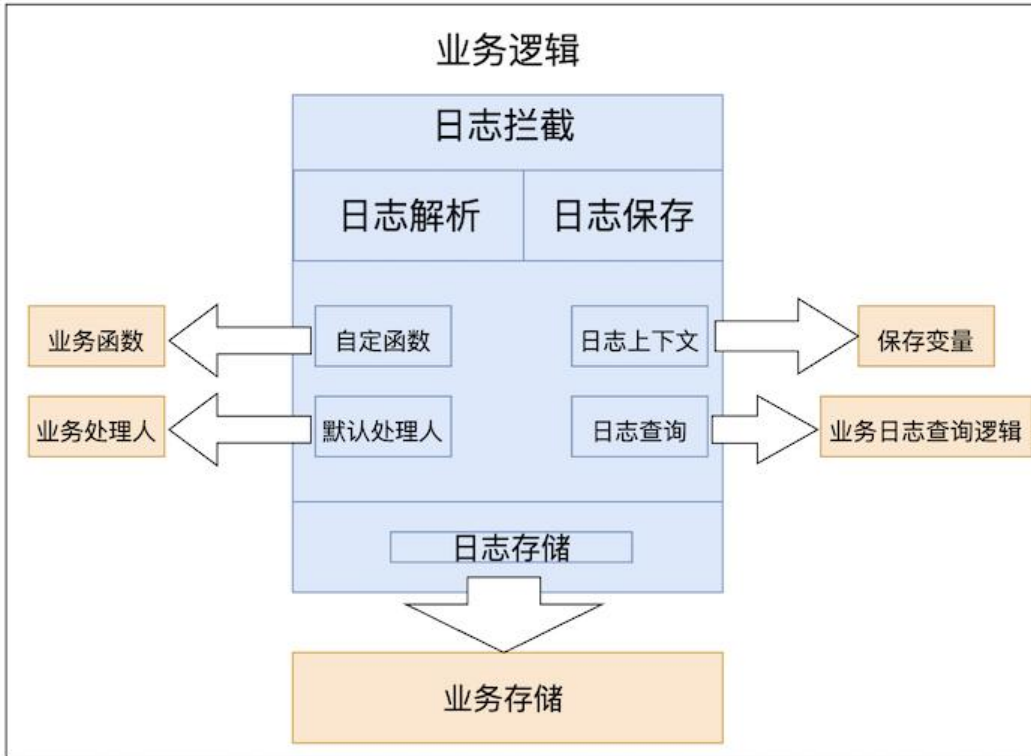 业务逻辑
日志拦截
日志解析
日志保存
业务函数
自定函数
日志上下文
保存变量
业务处理人
默认处理人
日志查询
业务日志查询逻辑
日志存储
业务存储